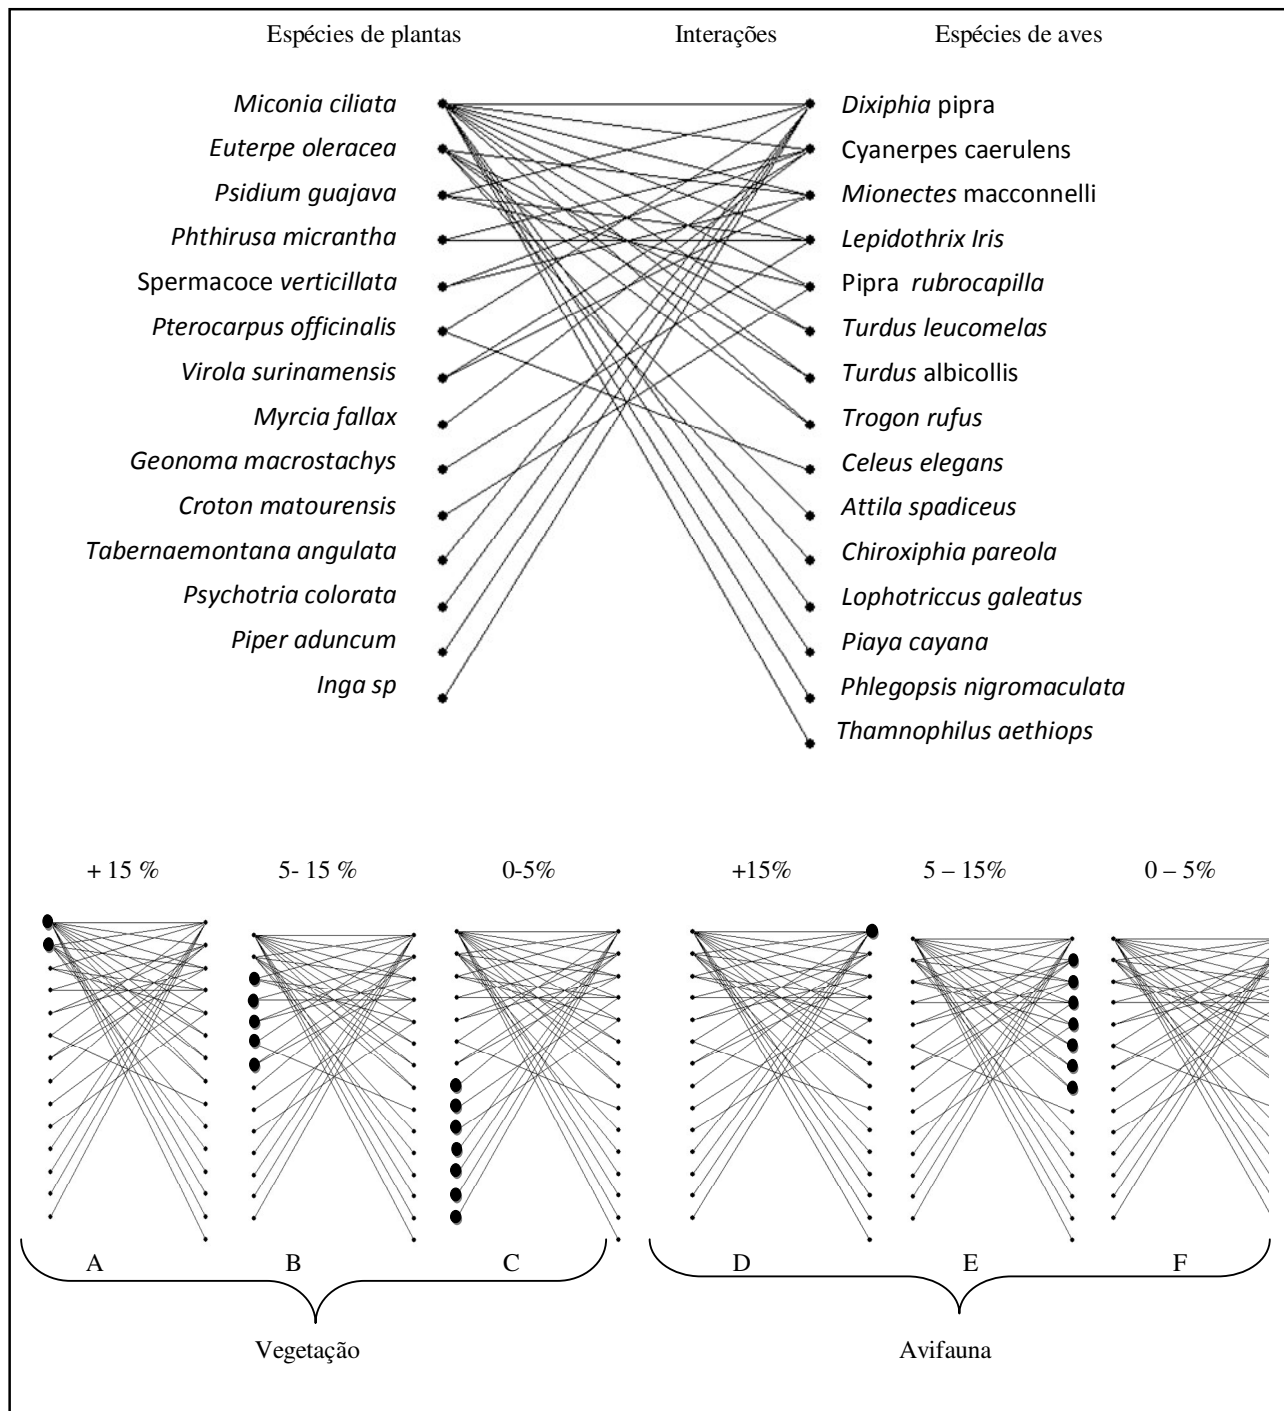 Espécies de plantas Interações Espécies de aves
Miconia ciliata Dixiphia pipra
Euterpe oleracea Cyanerpes caerulens
Psidium guajava Mionectes macconnelli
Phthirusa micrantha Lepidothrix Iris
Spermacoce verticillata Pipra rubrocapilla
Pterocarpus officinalis Turdus leucomelas
Virola surinamensis Turdus albicollis
Myrcia fallax Trogon rufus
Geonoma macrostachys Celeus elegans
Croton matourensis Attila spadiceus
Tabernaemontana angulata Chiroxiphia pareola
Psychotria colorata Lophotriccus galeatus
Piper aduncum Piaya cayana
Inga sp Phlegopsis nigromaculata
Thamnophilus aethiops
+ 15 % 5- 15 % 0-5% +15% 5 – 15% 0 – 5%
A B C D E F
Vegetação Avifauna